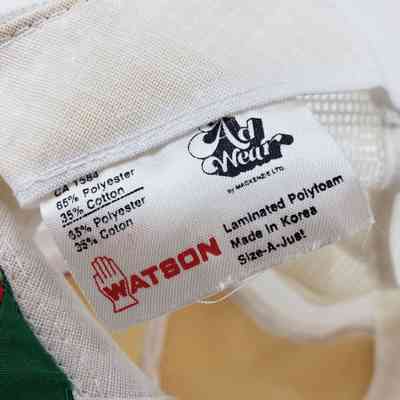 Ad
Wear
BY MACKENZIE LTD.
CA 1584
65% Polyester
35% Cotton
65% Polyester
35% Coton
WATSON
Laminated Polyfoam
Made in Korea
Size-A-Just